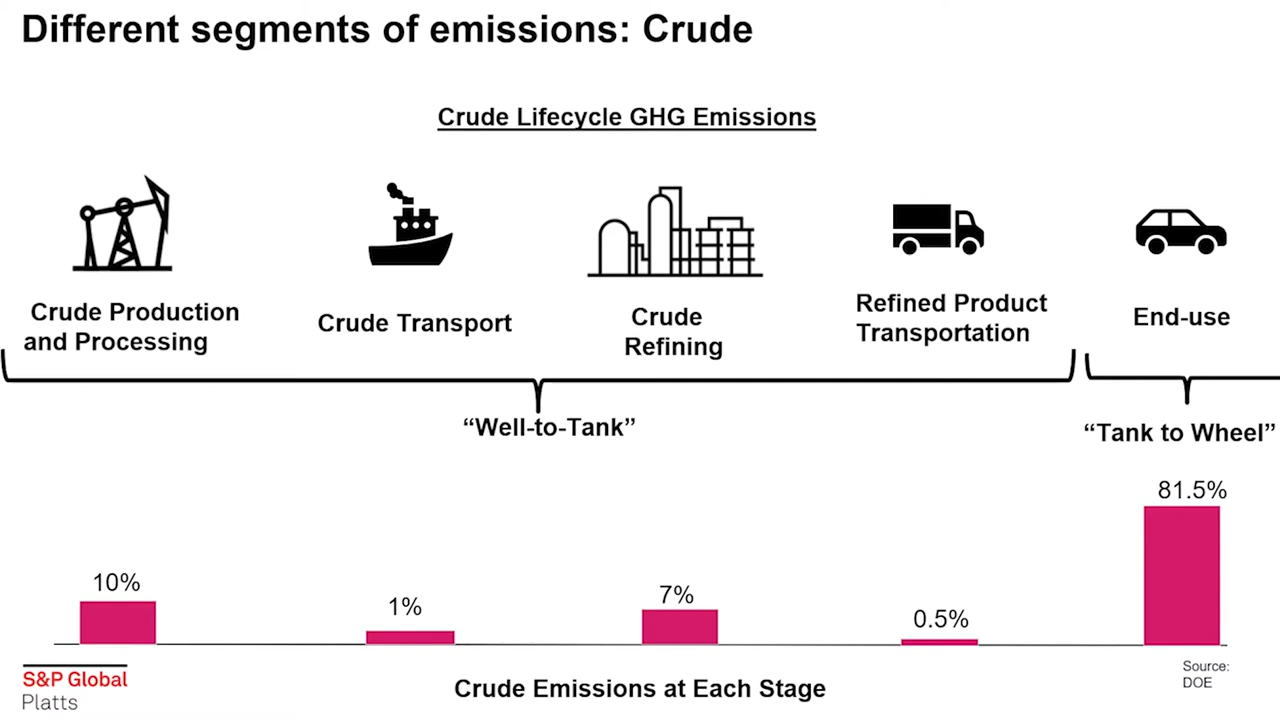 Different segments of emissions: Crude
Crude Lifecycle GHG Emissions
Crude Production
and Processing
Crude Transport
Crude
Refining
Refined Product
Transportation
End-use
“Well-to-Tank”
“Tank to Wheel”
10%
1%
7%
0.5%
81.5%
Crude Emissions at Each Stage
S&P Global
Platts
Source:
DOE